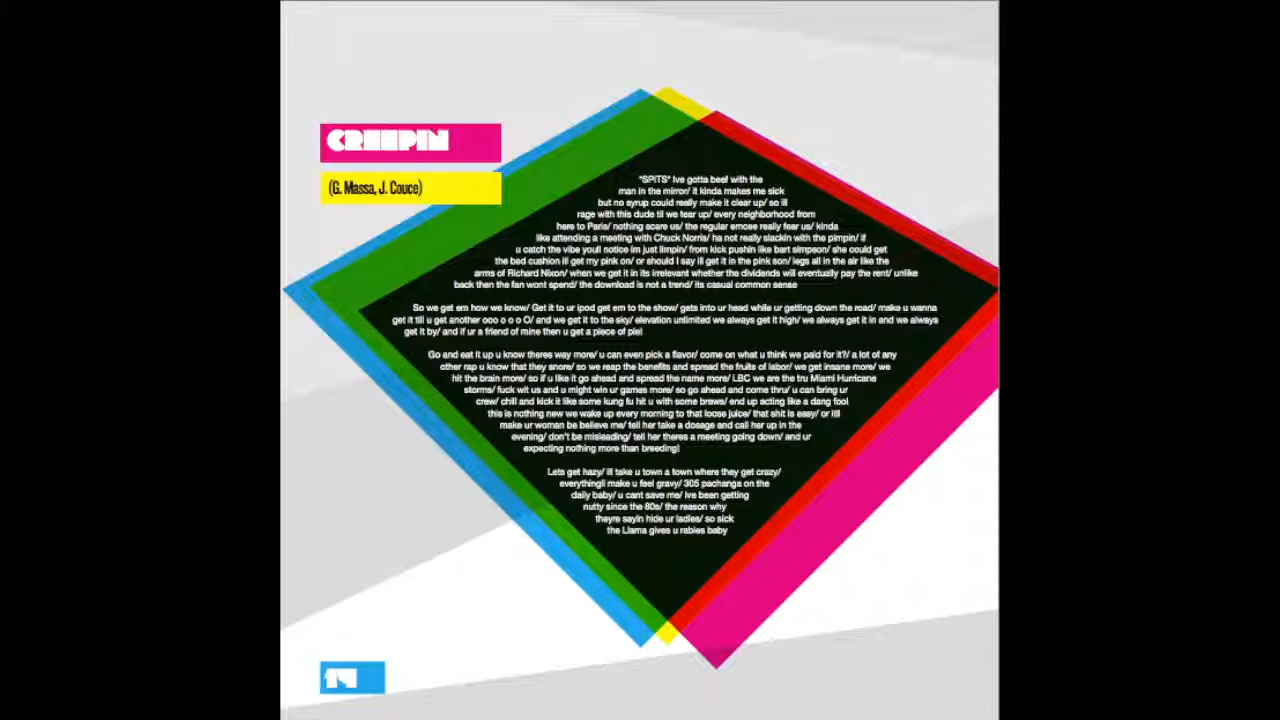 CREEPIN
(G. Massa, J. Couce)
"SPITS" Ive gotta beef with the
man in the mirror/ it kinda makes me sick
but no syrup could really make it clear up/ so ill
rage with this dude til we tear up/ every neighborhood from
here to Paris/ nothing scare us/ the regular emcee really fear us/ kinda
like attending a meeting with Chuck Norris/ ha not really slackin with the pimpin/ if
u catch the vibe youll notice im just limpin/ from kick pushin like bart simpson/ she could get
the bed cushion ill get my pink on/ or should I say ill get it in the pink son/ legs all in the air like the
arms of Richard Nixon/ when we get it in its irrelevant whether the dividends will eventually pay the rent/ unlike
back then the fan wont spend/ the download is not a trend/ its casual common sense
So we get em how we know/ Get it to ur ipod get em to the show/ gets into ur head while ur getting down the road/ make u wanna
get it till u get another ooo o o o O/ and we get it to the sky/ elevation unlimited we always get it high/ we always get it in and we always
get it by/ and if ur a friend of mine then u get a piece of pie!
Go and eat it up u know theres way more/ u can even pick a flavor/ come on what u think we paid for it?/ a lot of any
other rap u know that they snore/ so we reap the benefits and spread the fruits of labor/ we get insane more/ we
hit the brain more/ so if u like it go ahead and spread the name more/ LBC we are the tru Miami Hurricane
storms/ fuck wit us and u might win ur games more/ so go ahead and come thru/ u can bring ur
crew/ chill and kick it like some kung fu hit u with some brews/ end up acting like a dang fool
this is nothing new we wake up every morning to that loose juice/ that shit is easy/ or itll
make ur woman be believe me/ tell her take a dosage and call her up in the
evening/ don't be misleading/ tell her theres a meeting going down/ and ur
expecting nothing more than breeding!
Lets get hazy/ ill take u town a town where they get crazy/
everythingll make u feel gravy/ 305 pachanga on the
daily baby/ u cant save me/ ive been getting
nutty since the 80s/ the reason why
theyre sayin hide ur ladies/ so sick
the Llama gives u rabies baby
14